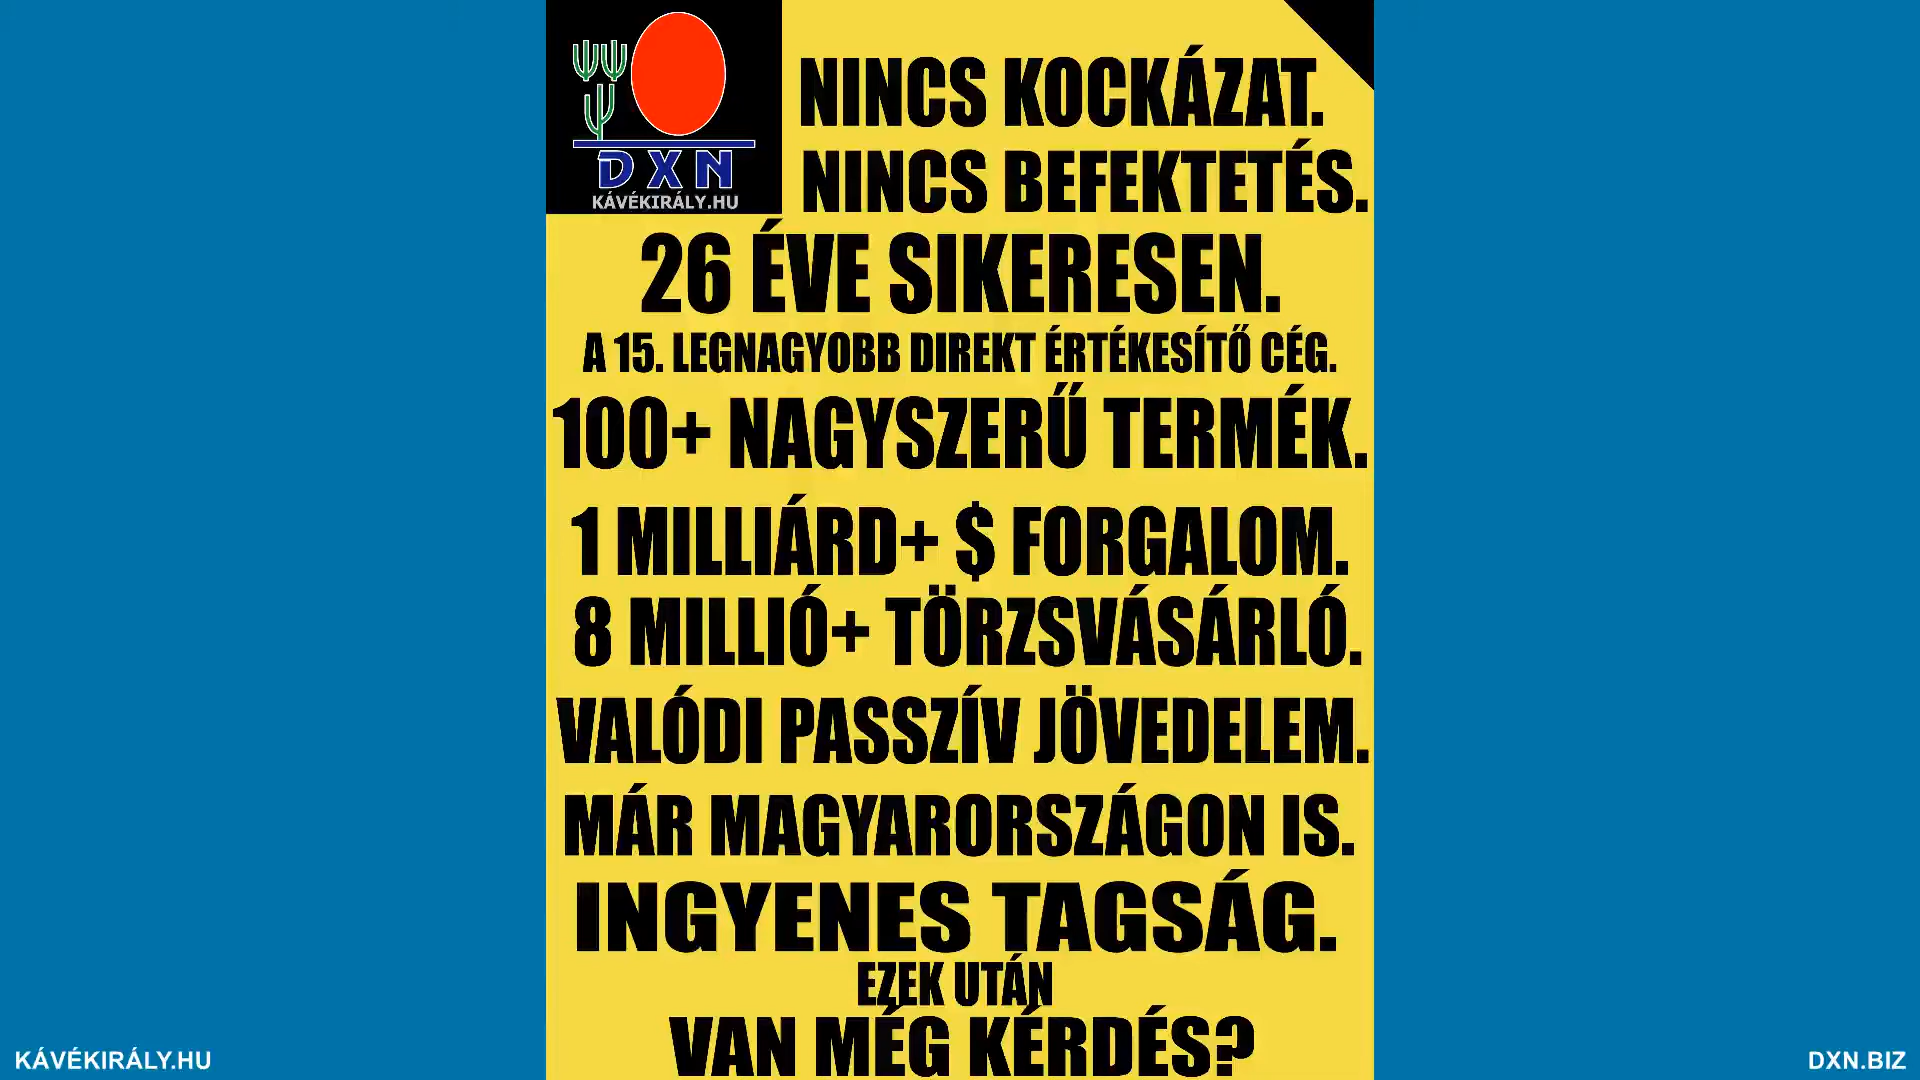 DXN
KÁVÉKIRÁLY.HU
NINCS KOCKÁZAT.
NINCS BEFEKTETÉS.
26 ÉVE SIKERESEN.
A 15. LEGNAGYOBB DIREKT ÉRTÉKESÍTŐ CÉG.
100+ NAGYSZERŰ TERMÉK.
1 MILLIÁRD+ $ FORGALOM.
8 MILLIÓ+ TÖRZSVÁSÁRLÓ.
VALÓDI PASSZÍV JÖVEDELEM.
MÁR MAGYARORSZÁGON IS.
INGYENES TAGSÁG.
EZEK UTÁN
VAN MÉG KÉRDÉS?
KÁVÉKIRÁLY.HU
DXN.BIZ